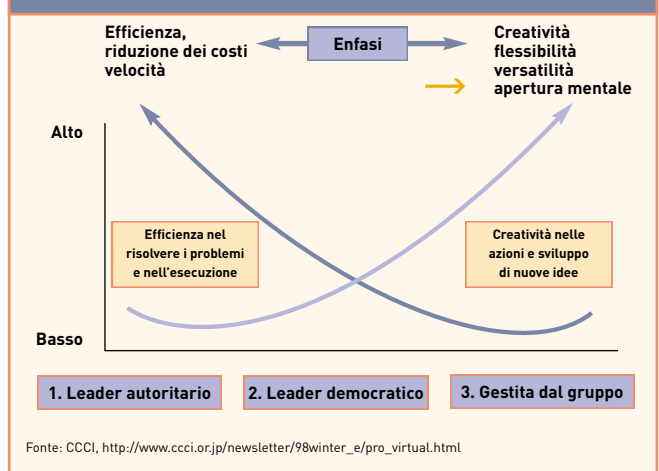 Efficienza,
riduzione dei costi
velocità
Enfasi
Creatività
flessibilità
versatilità
apertura mentale
Alto
Efficienza nel
risolvere i problemi
e nell'esecuzione
Creatività nelle
azioni e sviluppo
di nuove idee
Basso
1. Leader autoritario
2. Leader democratico
3. Gestita dal gruppo
Fonte: CCCI, http://www.ccci.or.jp/newsletter/98winter_e/pro_virtual.html